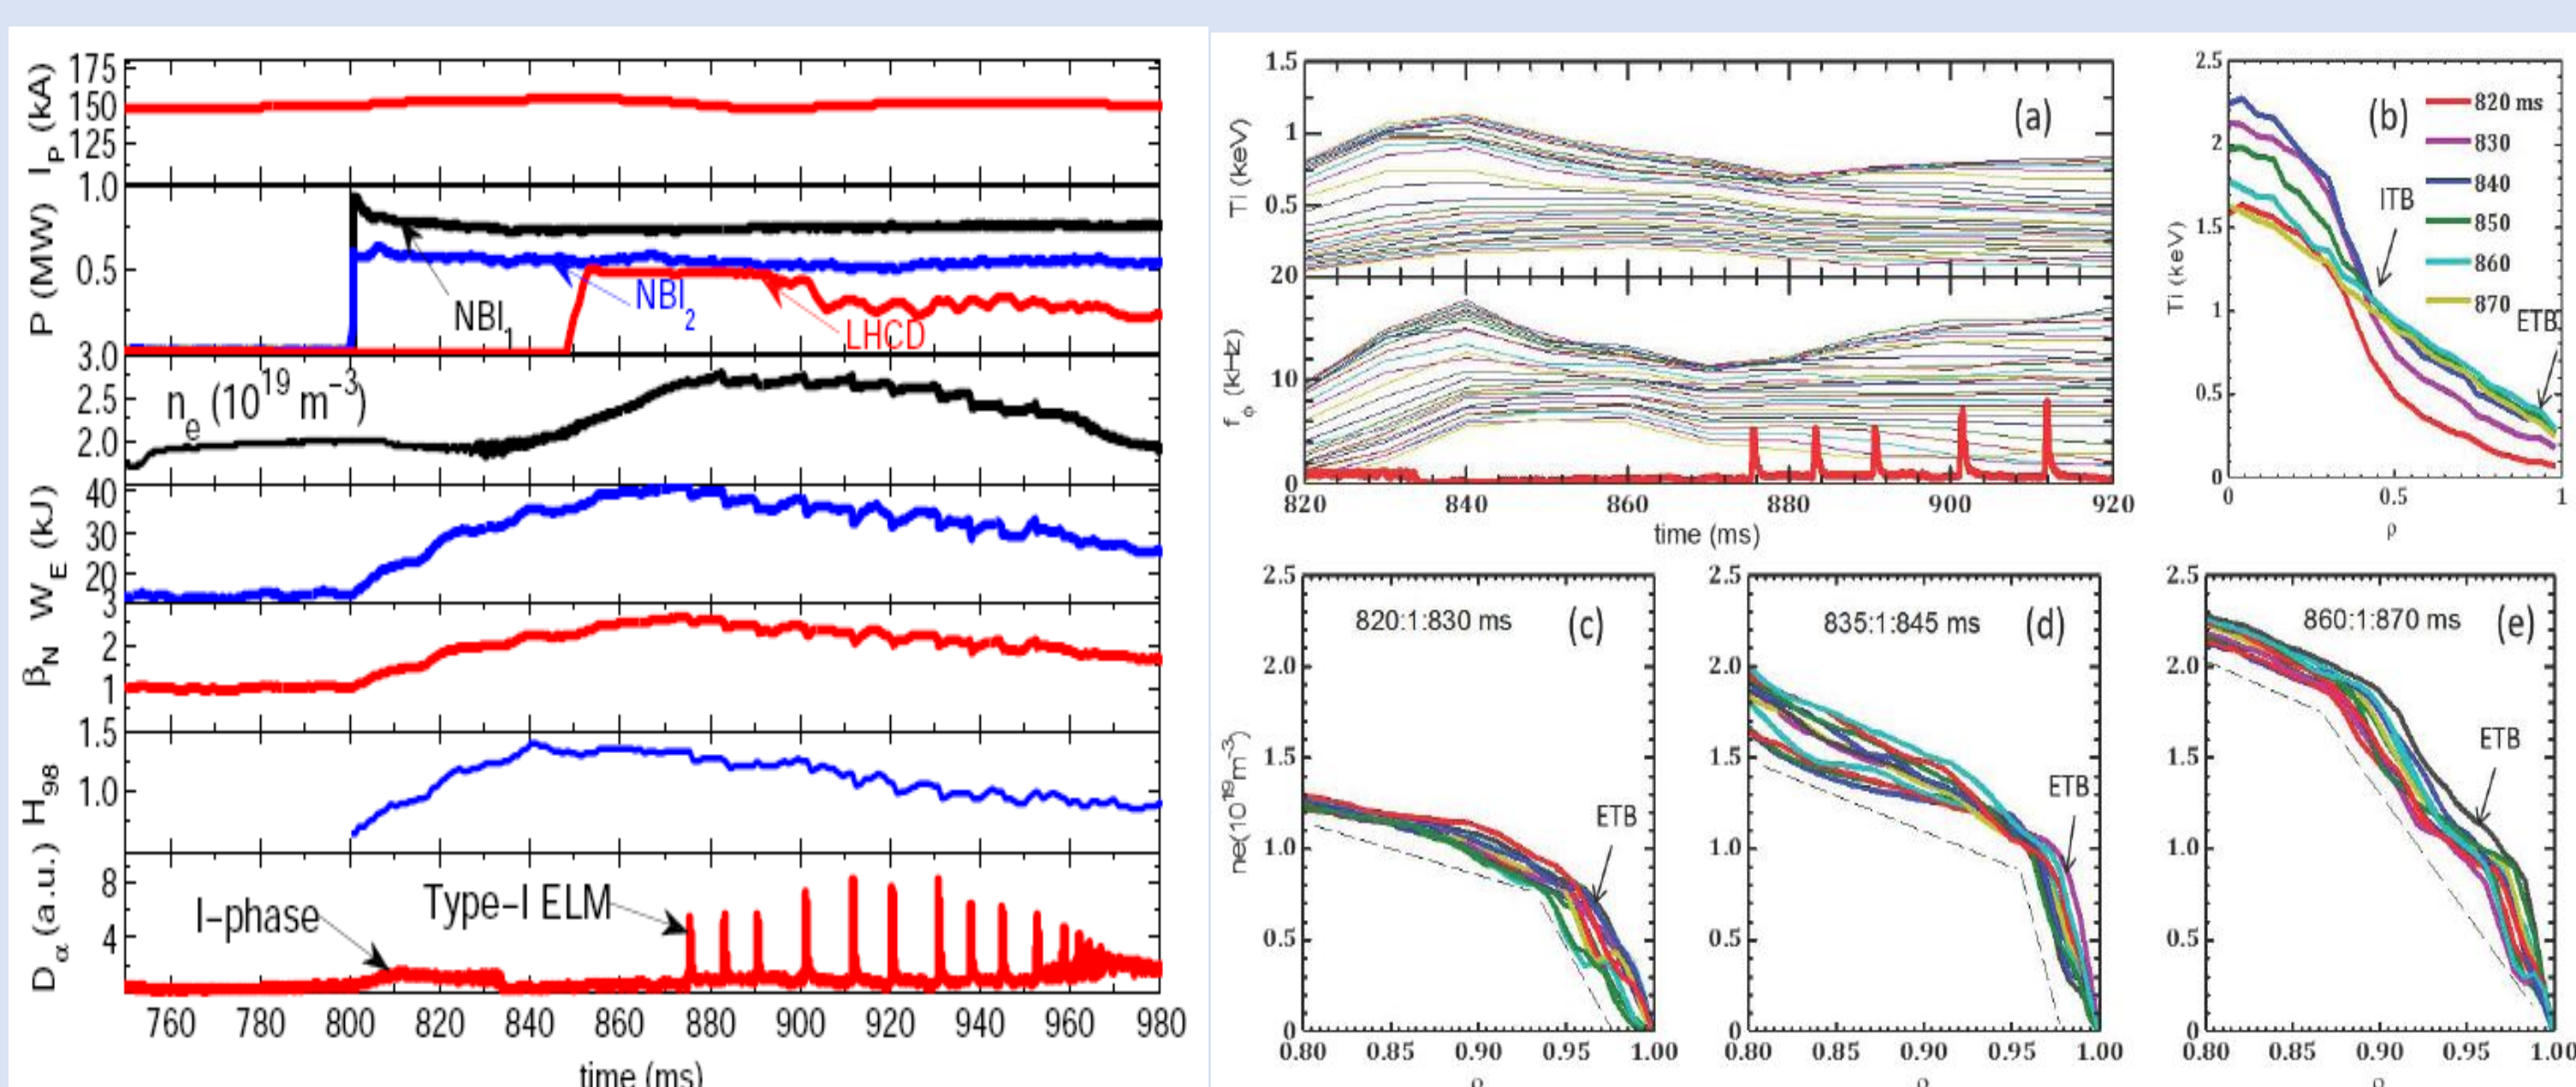 I_P (kA)
175
150
125
P (MW)
1.0
0.5
NBI_1
NBI_2
LHCD
3.0
n_e (10^19 m^-3)
2.5
2.0
W_E (kJ)
40
30
20
β_N
3
2
1
H_98
1.5
1.0
D_α (a.u.)
8
4
I-phase
Type-I ELM
760 780 800 820 840 860 880 900 920 940 960 980
time (ms)
Ti (keV)
1.5
1
0.5
(a)
f_ϕ (kHz)
20
10
0
820 840 860 880 900 920
time (ms)
Ti (keV)
2.5
2
1.5
1
0.5
0
(b)
820 ms
830
840
850
860
870
ITB
ETB
0 0.5 1
ρ
ne(10^19m^-3)
2.5
2.0
1.5
1.0
0.5
0
820:1:830 ms (c)
ETB
0.80 0.85 0.90 0.95 1.00
2.5
2.0
1.5
1.0
0.5
0
835:1:845 ms (d)
ETB
0.80 0.85 0.90 0.95 1.00
2.5
2.0
1.5
1.0
0.5
0
860:1:870 ms (e)
ETB
0.80 0.85 0.90 0.95 1.00